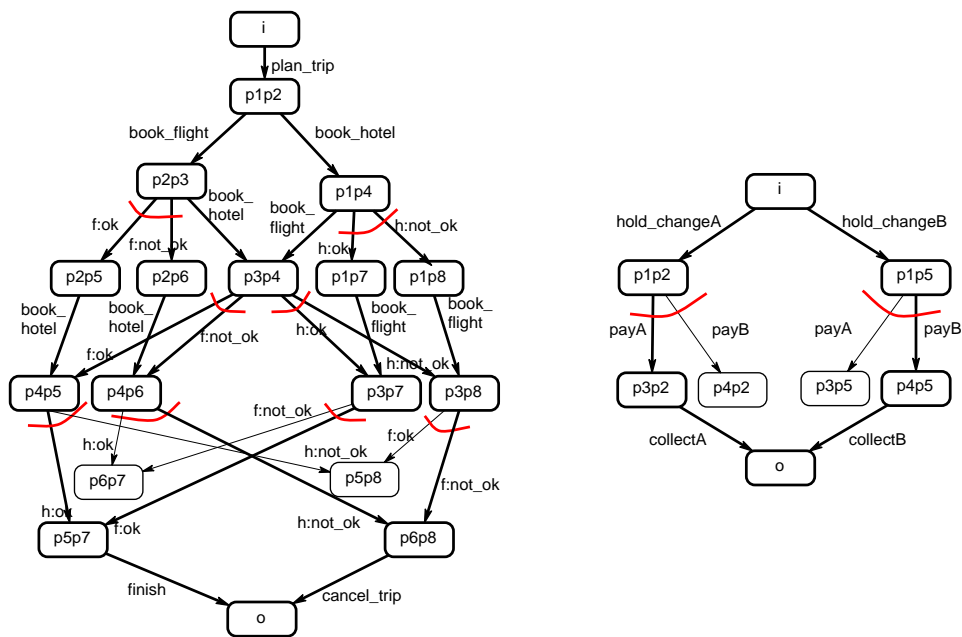 i
plan_trip
p1p2
book_flight
book_hotel
p2p3
p1p4
i
book_
hotel
book_
flight
f:ok
f:not_ok
h:ok
h:not_ok
hold_changeA
hold_changeB
p2p5
p2p6
p3p4
p1p7
p1p8
p1p2
p1p5
book_
hotel
book_
hotel
f:ok
f:not_ok
h:ok
book_
flight
h:not_ok
book_
flight
payA
payB
payA
payB
p4p5
p4p6
p3p7
p3p8
p3p2
p4p2
p3p5
p4p5
h:ok
f:not_ok
h:not_ok
f:ok
collectA
collectB
p6p7
p5p8
o
h:ok
f:ok
h:not_ok
f:not_ok
p5p7
p6p8
finish
cancel_trip
o